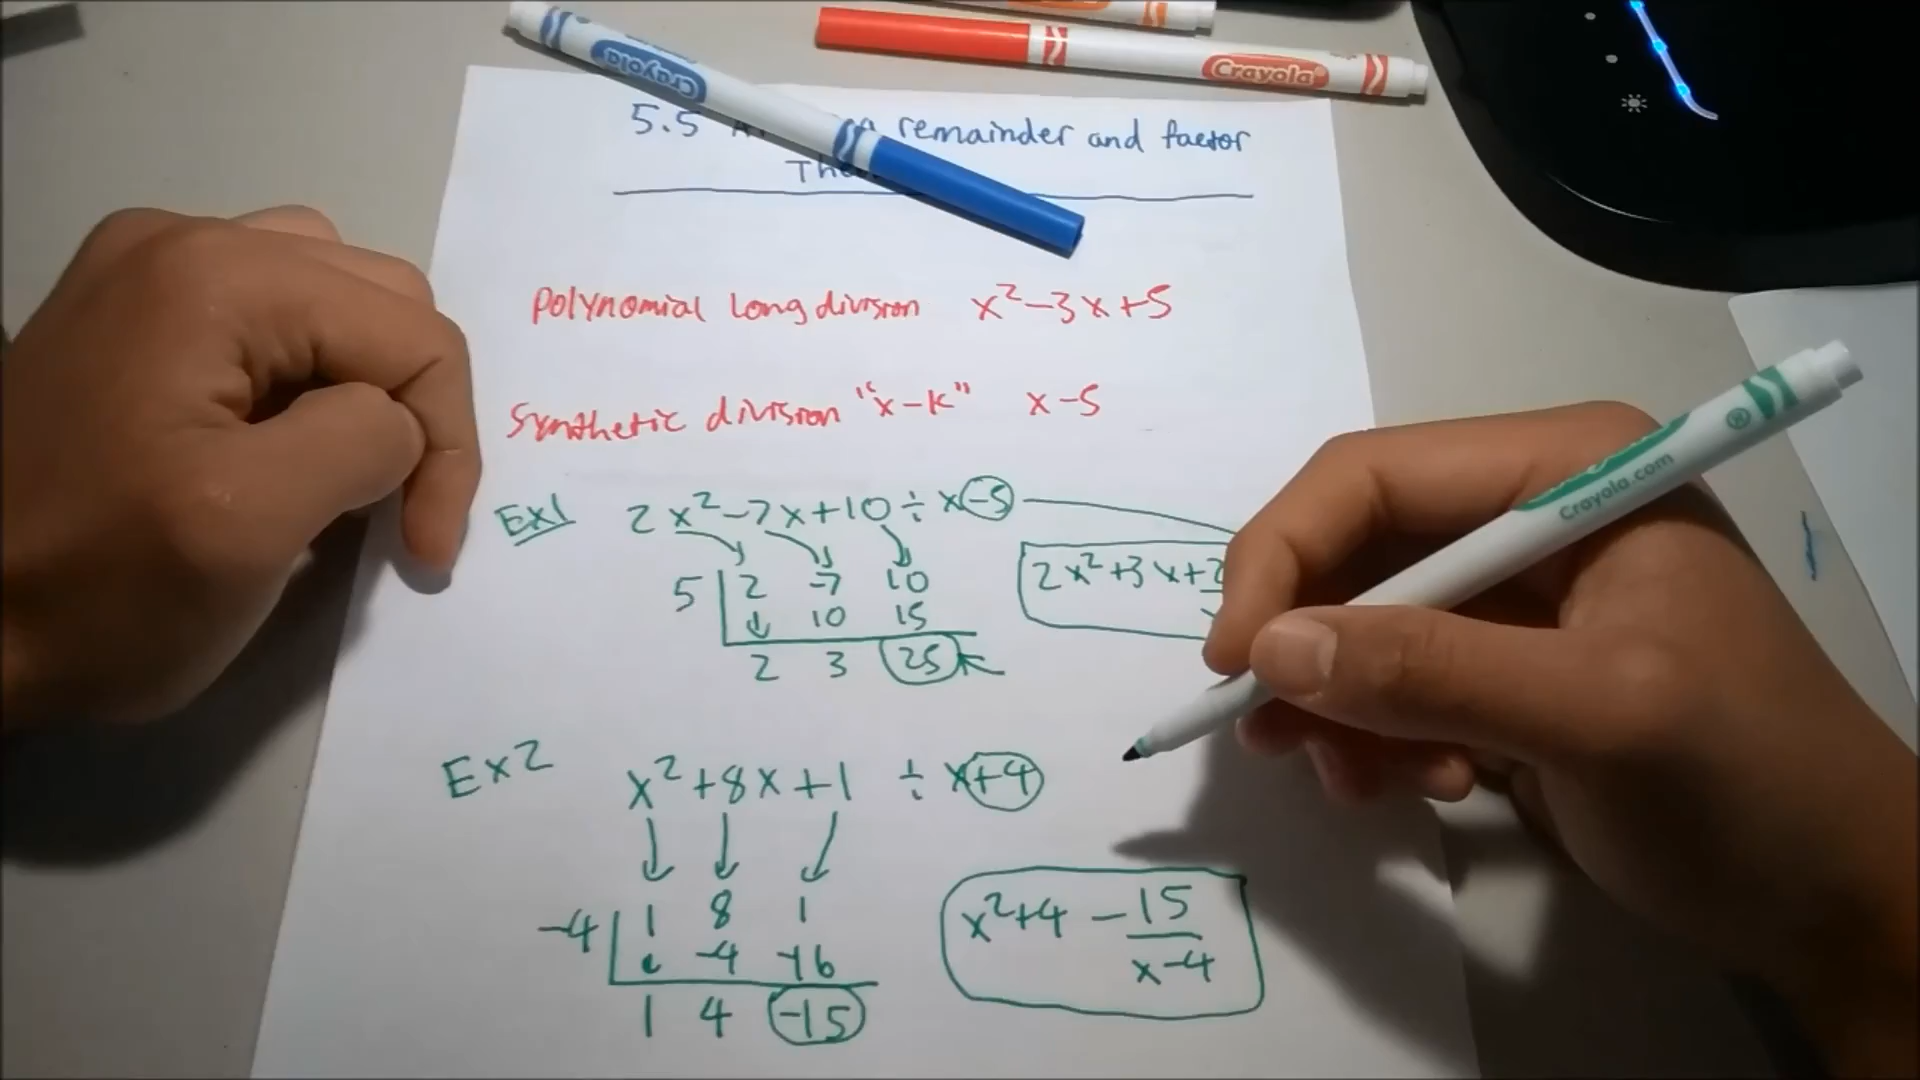 Crayola
Crayola
5.5 remainder and factor
Polynomial Long division x²-3x+5
Synthetic division "x-k" x-5
Ex1 2x²-7x+10 ÷ x-5
5 2 -7 10
10 15
2 3 25
2x²+3x+
Crayola.com
Ex2 x²+8x+1 ÷ x+4
-4 1 8 1
-4 -16
1 4 -15
x²+4 - 15
x-4